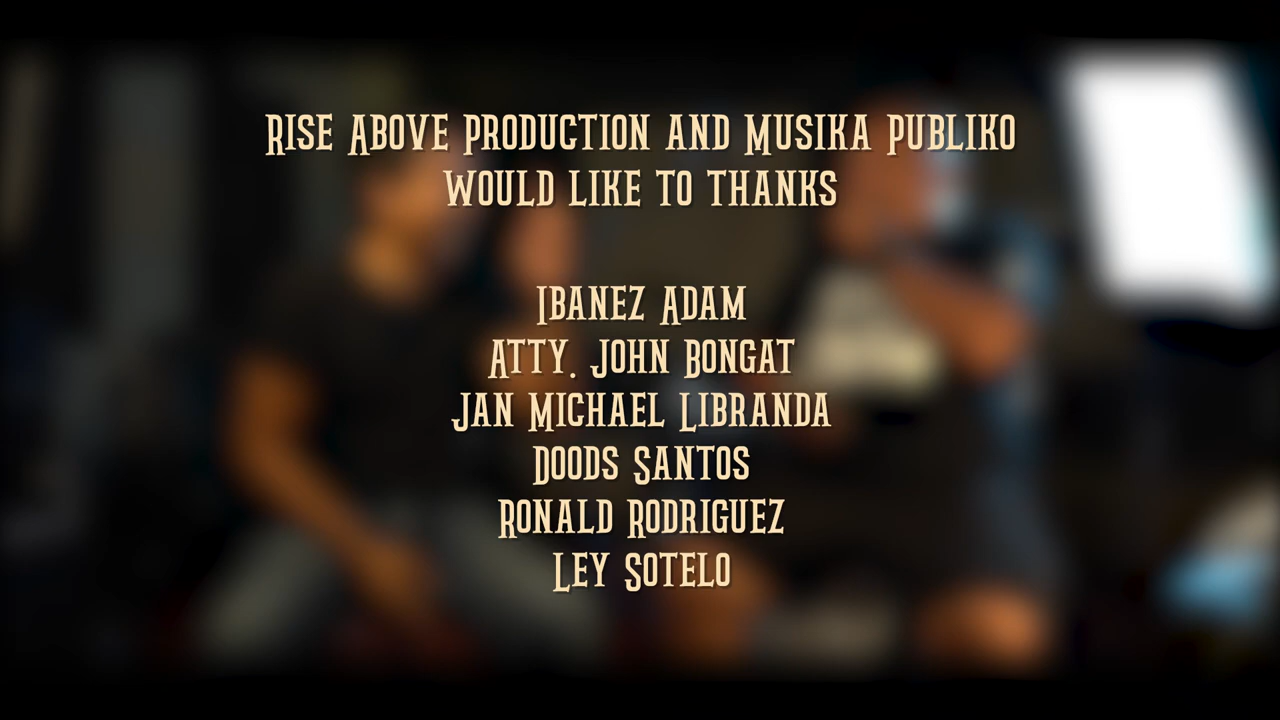 Rise Above Production and Musika Publiko
would like to thanks
Ibanez Adam
Atty. John Bongat
Jan Michael Libranda
Doods Santos
Ronald Rodriguez
Ley Sotelo